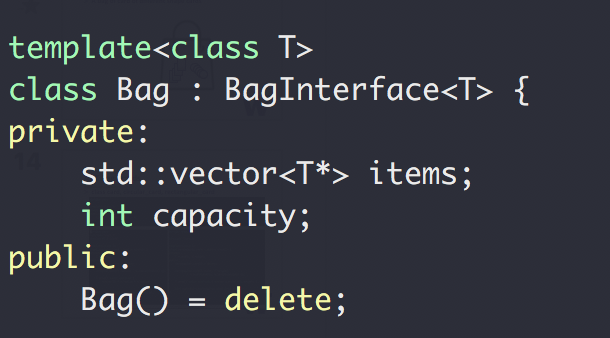 template<class T>
class Bag : BagInterface<T> {
private:
    std::vector<T*> items;
    int capacity;
public:
    Bag() = delete;